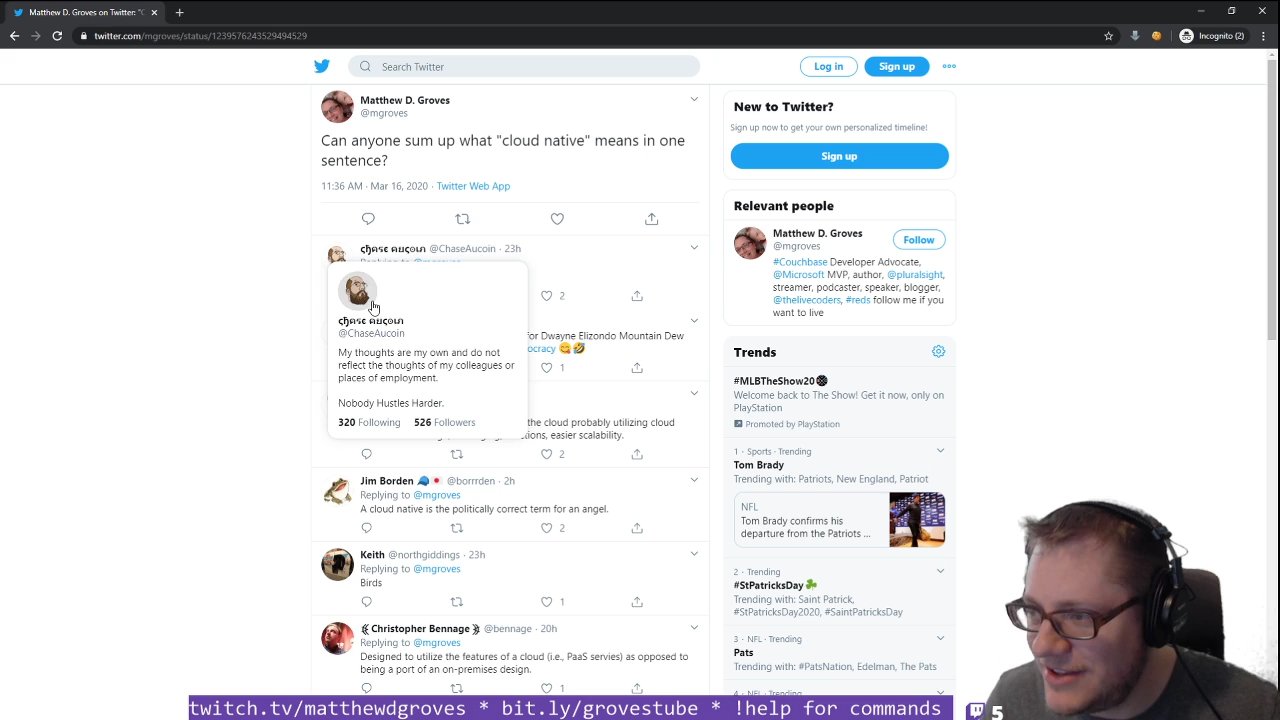 Matthew D. Groves on Twitter: "C
twitter.com/mgroves/status/1239576243529494529
Incognito (2)
Search Twitter
Log in
Sign up
Matthew D. Groves
@mgroves
Can anyone sum up what "cloud native" means in one
sentence?
11:36 AM · Mar 16, 2020 · Twitter Web App
@ChaseAucoin · 23h
Replying to @mgroves
2
@ChaseAucoin
My thoughts are my own and do not
reflect the thoughts of my colleagues or
places of employment.
Nobody Hustles Harder.
320 Following 526 Followers
for Dwayne Elizondo Mountain Dew
ocracy 😋🤣
1
the cloud probably utilizing cloud
easier scalability.
2
Jim Borden 🧢🇯🇵 @borrrden · 2h
Replying to @mgroves
A cloud native is the politically correct term for an angel.
2
Keith @northgiddings · 23h
Replying to @mgroves
Birds
1
Christopher Bennage @bennage · 20h
Replying to @mgroves
Designed to utilize the features of a cloud (i.e., PaaS servies) as opposed to
being a port of an on-premises design.
1
New to Twitter?
Sign up now to get your own personalized timeline!
Sign up
Relevant people
Matthew D. Groves
@mgroves
Follow
#Couchbase Developer Advocate,
@Microsoft MVP, author, @pluralsight,
streamer, podcaster, speaker, blogger,
@thelivecoders, #reds follow me if you
want to live
Trends
#MLBTheShow20
Welcome back to The Show! Get it now, only on
PlayStation
Promoted by PlayStation
1 · Sports · Trending
Tom Brady
Trending with: Patriots, New England, Patriot
NFL
Tom Brady confirms his
departure from the Patriots ...
2 · Trending
#StPatricksDay☘️
Trending with: Saint Patrick,
#StPatricksDay2020, #SaintPatricksDay
3 · NFL · Trending
Pats
Trending with: #PatsNation, Edelman, The Pats
4 · NFL · Trending
twitch.tv/matthewdgroves * bit.ly/grovestube * !help for commands
5